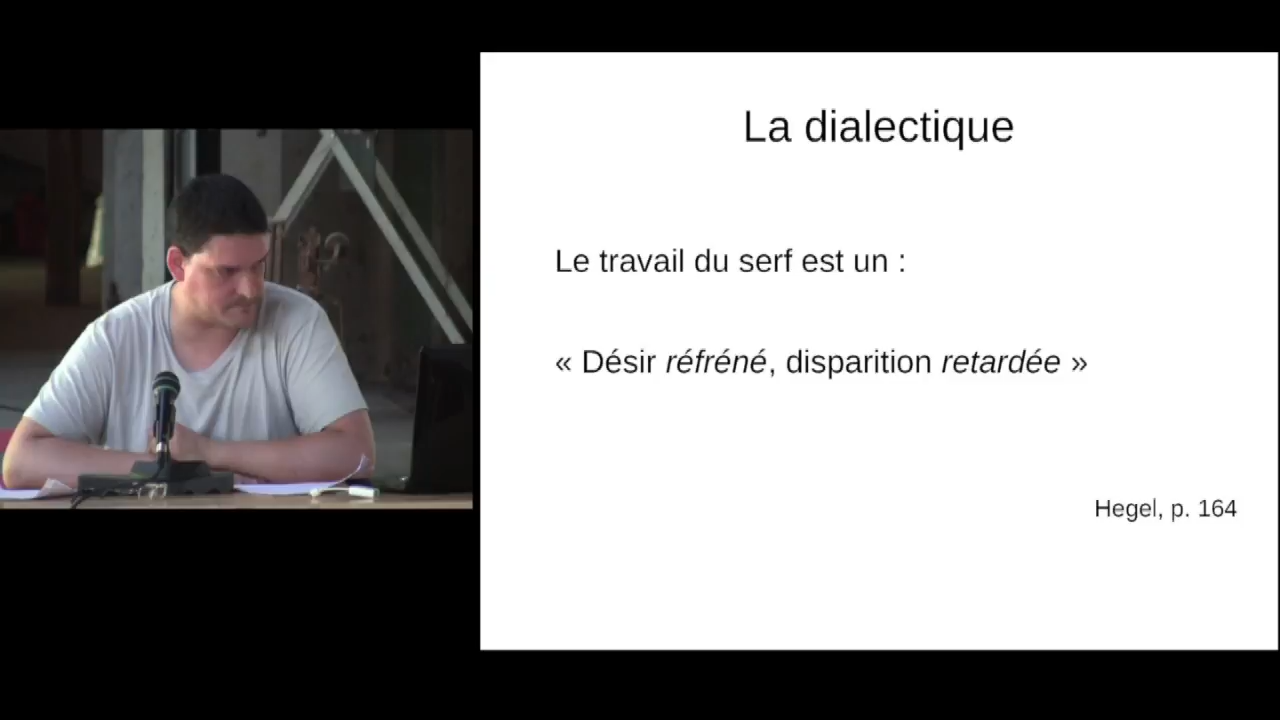 La dialectique
Le travail du serf est un :
« Désir réfréné, disparition retardée »
Hegel, p. 164